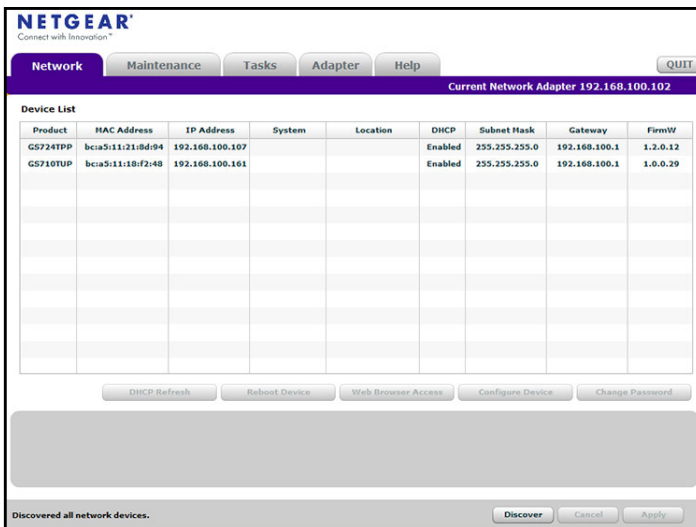 NETGEAR®
Connect with Innovation™
Network Maintenance Tasks Adapter Help QUIT
Current Network Adapter 192.168.100.102
Device List
Product MAC Address IP Address System Location DHCP Subnet Mask Gateway FirmW
GS724TPP bc:a5:11:21:8d:94 192.168.100.107 Enabled 255.255.255.0 192.168.100.1 1.2.0.12
GS710TUP bc:a5:11:18:f2:48 192.168.100.161 Enabled 255.255.255.0 192.168.100.1 1.0.0.29
DHCP Refresh Reboot Device Web Browser Access Configure Device Change Password
Discovered all network devices. Discover Cancel Apply